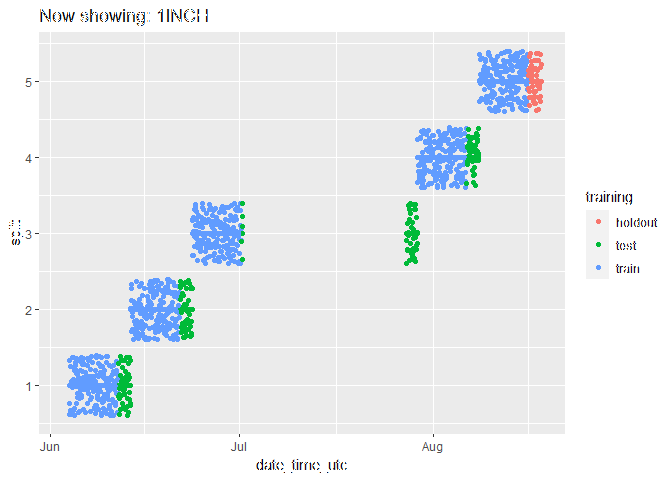 Now showing: 1INCH
5
4
3
2
1
split
Jun
Jul
Aug
date_time_utc
training
holdout
test
train